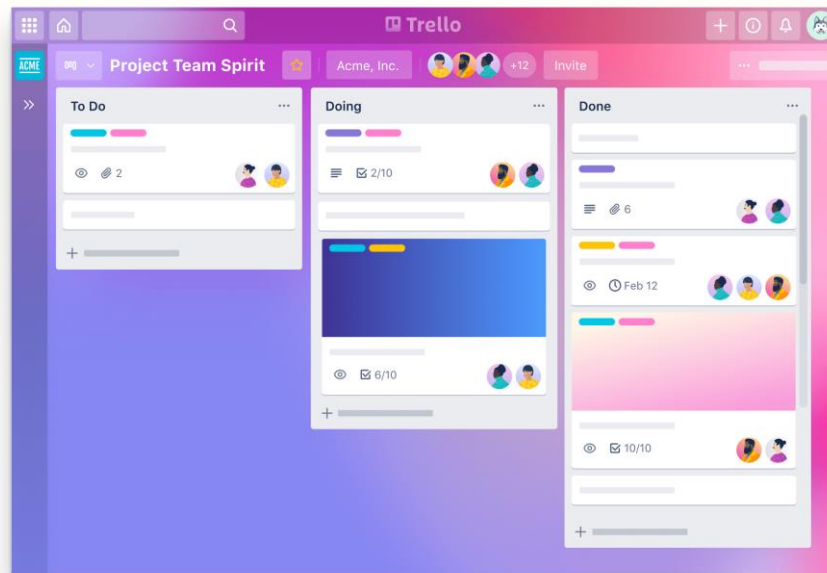 Trello
ACME
Project Team Spirit
Acme, Inc.
+12
Invite
To Do
Doing
Done
2
2/10
6
Feb 12
6/10
10/10